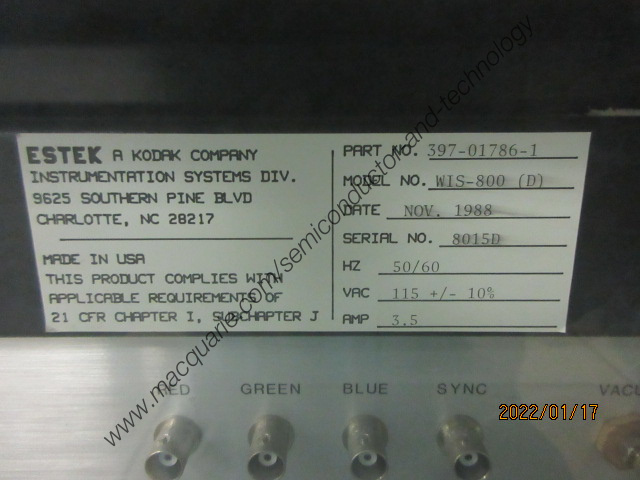 ESTEK A KODAK COMPANY
INSTRUMENTATION SYSTEMS DIV.
9625 SOUTHERN PINE BLVD
CHARLOTTE, NC 28217
MADE IN USA
THIS PRODUCT COMPLIES WITH
APPLICABLE REQUIREMENTS OF
21 CFR CHAPTER I, SUBCHAPTER J
PART NO. 397-01786-1
MODEL NO. WIS-800 (D)
DATE NOV. 1988
SERIAL NO. 8015D
HZ 50/60
VAC 115 +/- 10%
AMP 3.5
RED GREEN BLUE SYNC
2022/01/17
www.macquarie.com/semiconductors-and-technology